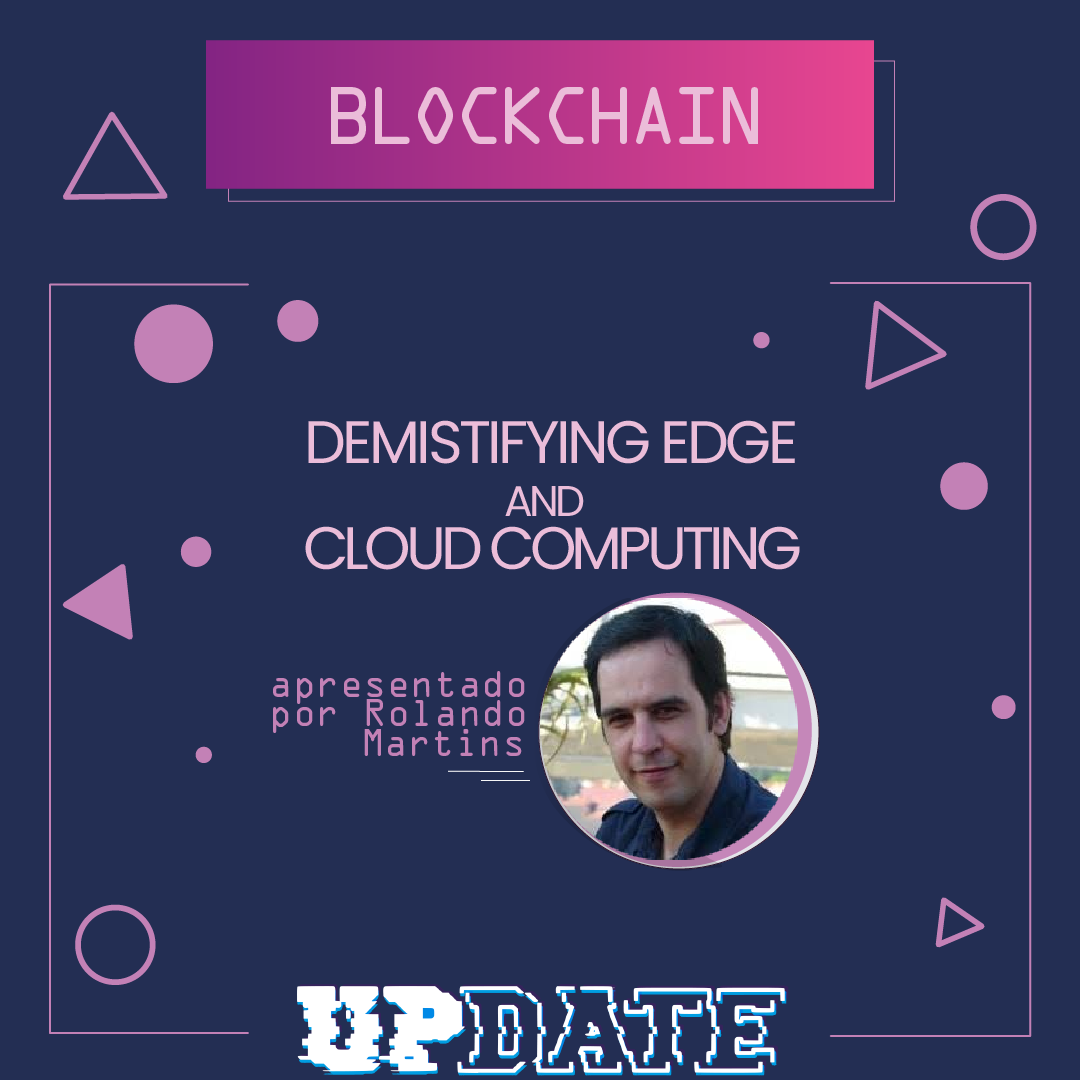 BLOCKCHAIN
DEMISTIFYING EDGE
AND
CLOUD COMPUTING
apresentado
por Rolando
Martins
UPDATE